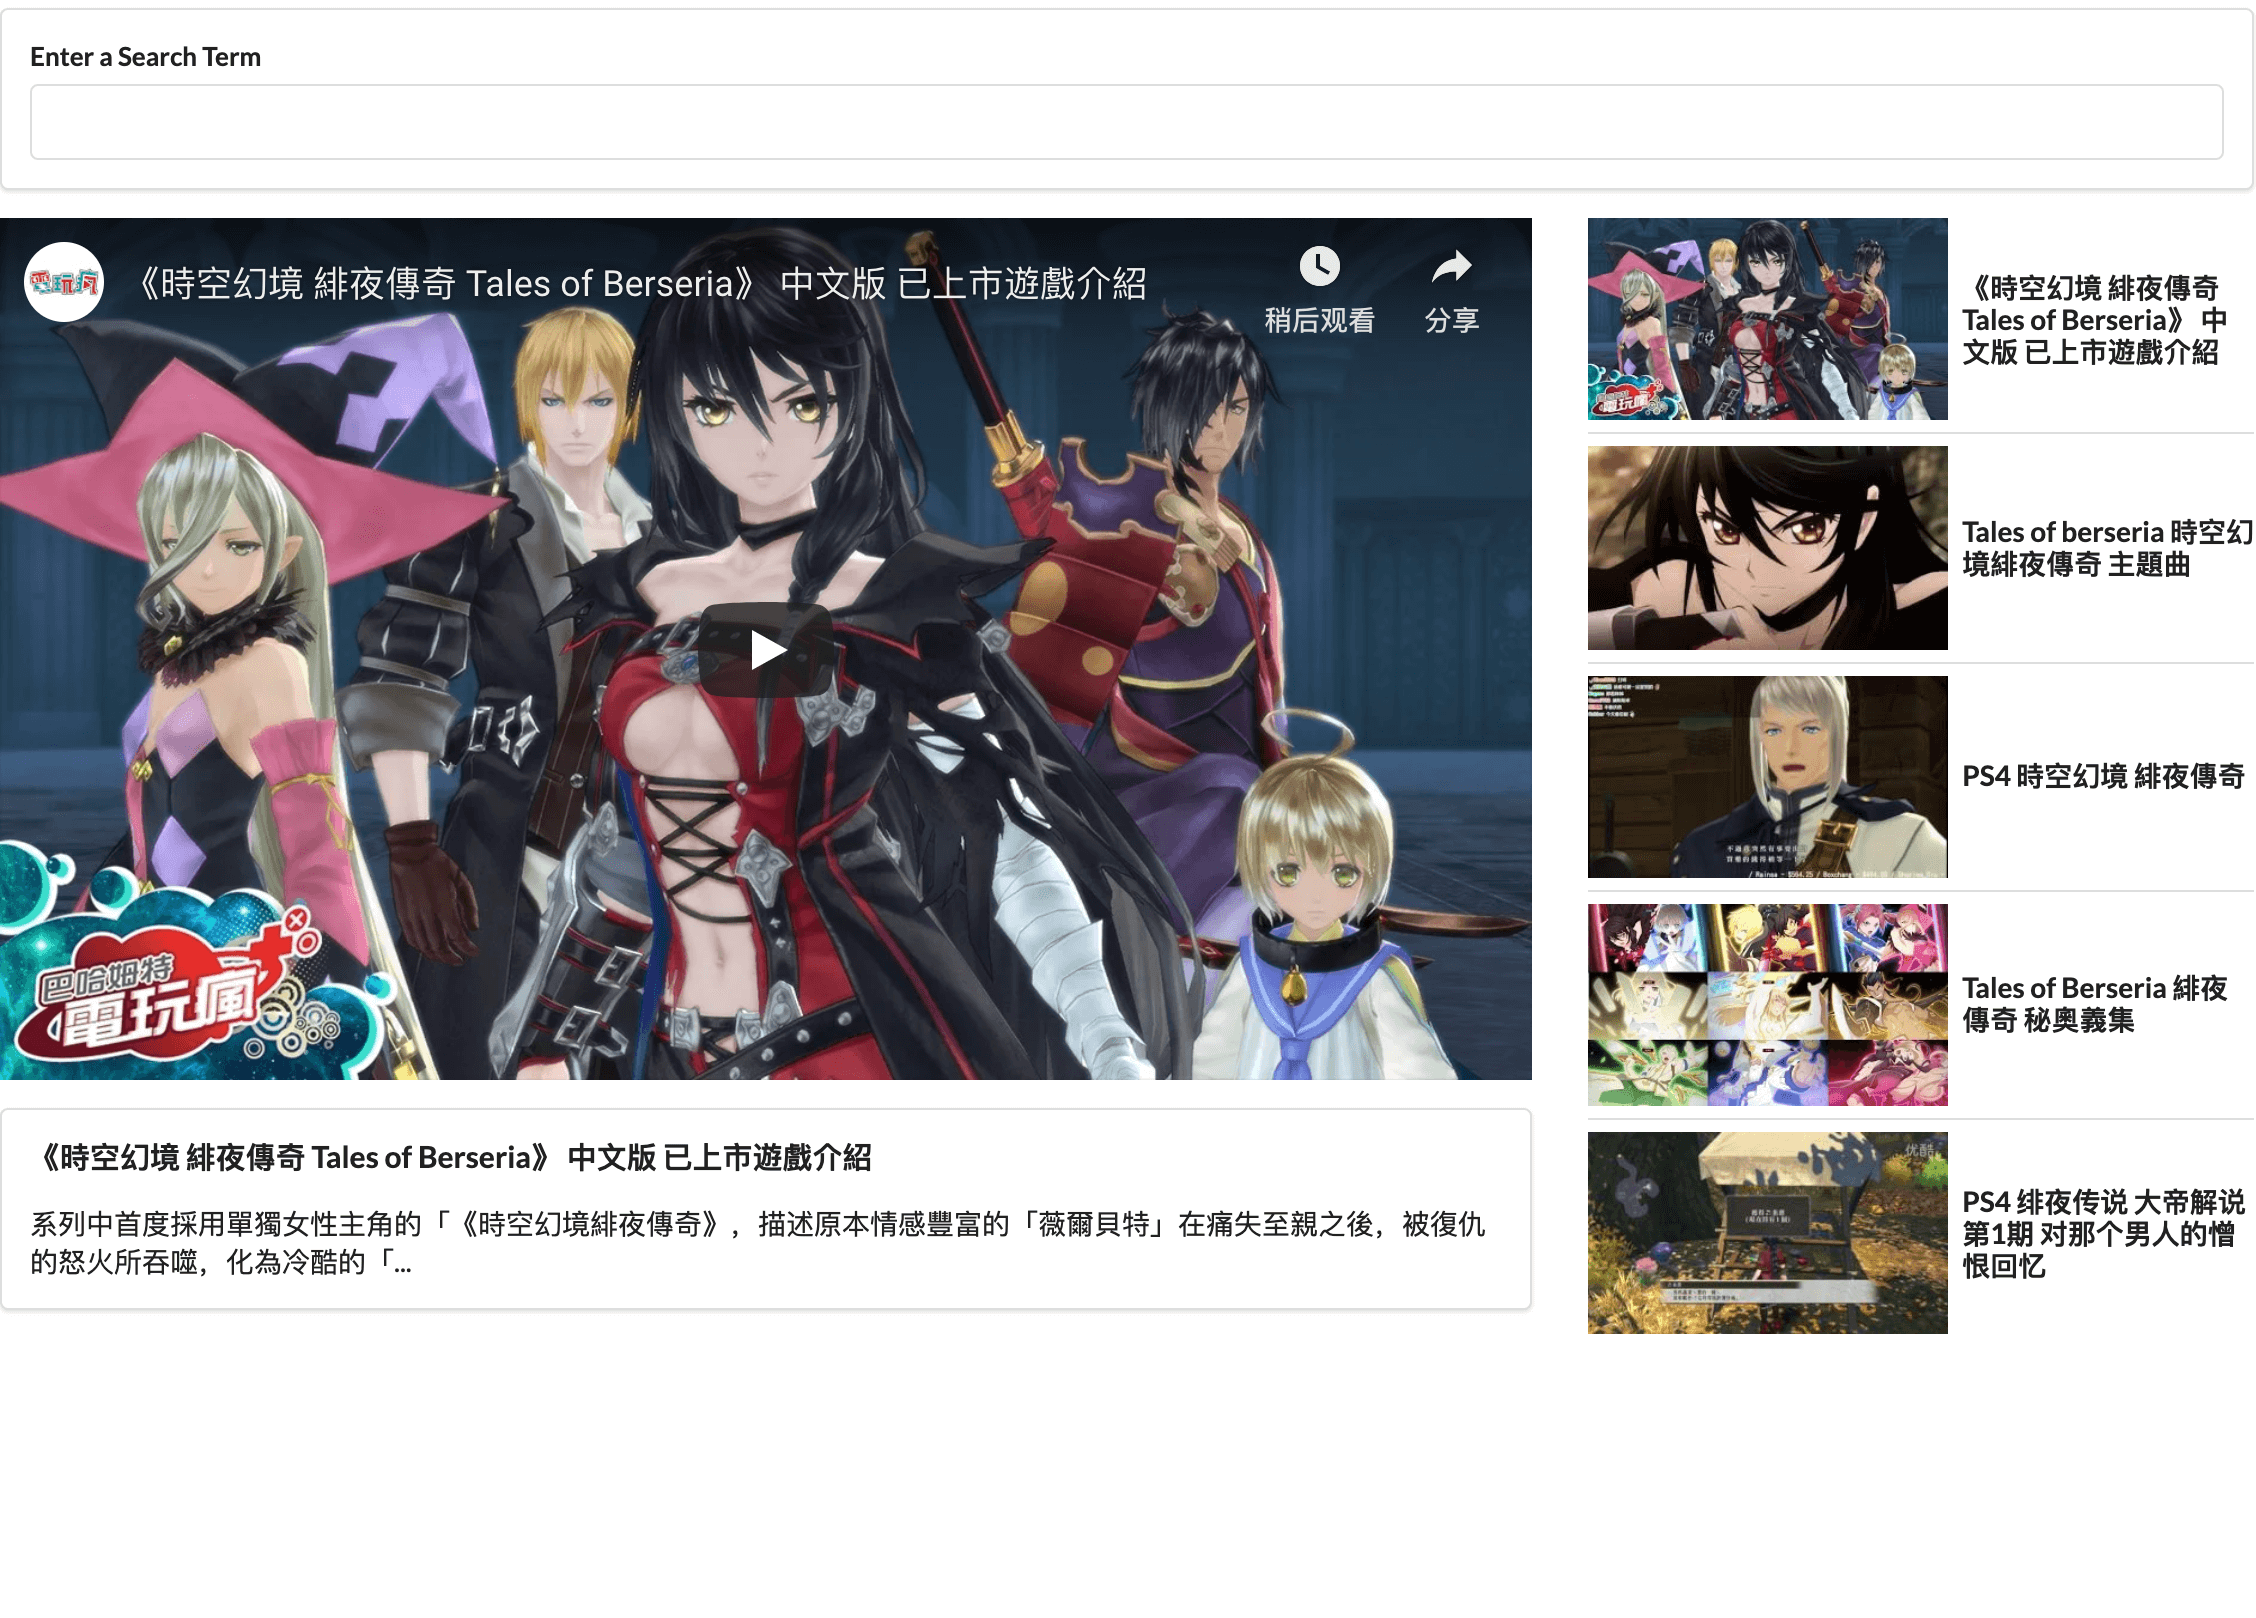 Enter a Search Term
《時空幻境 緋夜傳奇 Tales of Berseria》 中文版 已上市遊戲介紹
稍后观看
分享
電玩瘋
巴哈姆特
電玩瘋
《時空幻境 緋夜傳奇 Tales of Berseria》 中文版 已上市遊戲介紹
系列中首度採用單獨女性主角的「《時空幻境緋夜傳奇》，描述原本情感豐富的「薇爾貝特」在痛失至親之後，被復仇
的怒火所吞噬，化為冷酷的「...
《時空幻境 緋夜傳奇
Tales of Berseria》 中
文版 已上市遊戲介紹
電玩瘋
Tales of berseria 時空幻
境緋夜傳奇 主題曲
PS4 時空幻境 緋夜傳奇
Tales of Berseria 緋夜
傳奇 秘奧義集
优酷
PS4 绯夜传说 大帝解说
第1期 对那个男人的憎
恨回忆